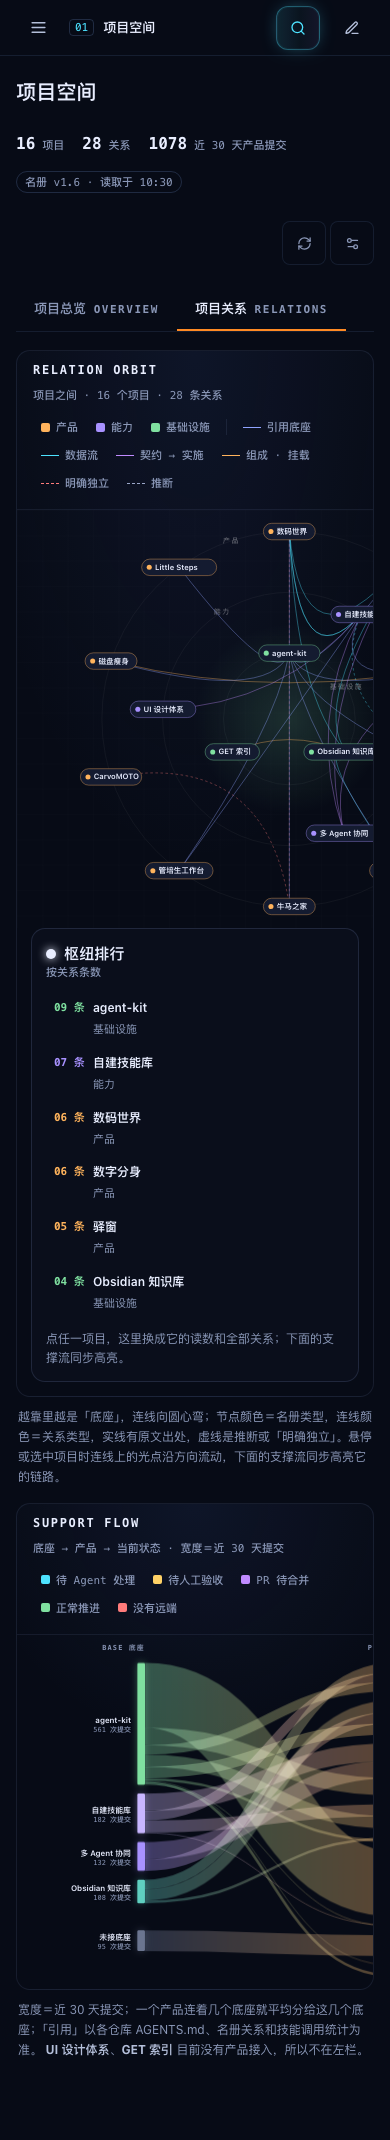 01 项目空间
项目空间
16 项目 28 关系 1078 近 30 天产品提交
名册 v1.6 · 读取于 10:30
项目总览 OVERVIEW 项目关系 RELATIONS
RELATION ORBIT
项目之间 · 16 个项目 · 28 条关系
产品 能力 基础设施 引用底座
数据流 契约 → 实施 组成 · 挂载
明确独立 推断
数码世界
产品
Little Steps
能力
自建技能
agent-kit
磁盘瘦身
基础设施
UI 设计体系
GET 索引 Obsidian 知识库
CarvoMOTO
多 Agent 协同
管培生工作台
牛马之家
枢纽排行
按关系条数
09 条 agent-kit
基础设施
07 条 自建技能库
能力
06 条 数码世界
产品
06 条 数字分身
产品
05 条 驿窗
产品
04 条 Obsidian 知识库
基础设施
点任一项目，这里换成它的读数和全部关系；下面的支
撑流同步高亮。
越靠里越是「底座」，连线向圆心弯；节点颜色＝名册类型，连线颜
色＝关系类型，实线有原文出处，虚线是推断或「明确独立」。悬停
或选中项目时连线上的光点沿方向流动，下面的支撑流同步高亮它
的链路。
SUPPORT FLOW
底座 → 产品 → 当前状态 · 宽度＝近 30 天提交
待 Agent 处理 待人工验收 PR 待合并
正常推进 没有远端
BASE 底座 P
agent-kit
561 次提交
自建技能库
182 次提交
多 Agent 协同
132 次提交
Obsidian 知识库
108 次提交
未接底座
95 次提交
宽度＝近 30 天提交；一个产品连着几个底座就平均分给这几个底
座；「引用」以各仓库 AGENTS.md、名册关系和技能调用统计为
准。 UI 设计体系、GET 索引 目前没有产品接入，所以不在左栏。